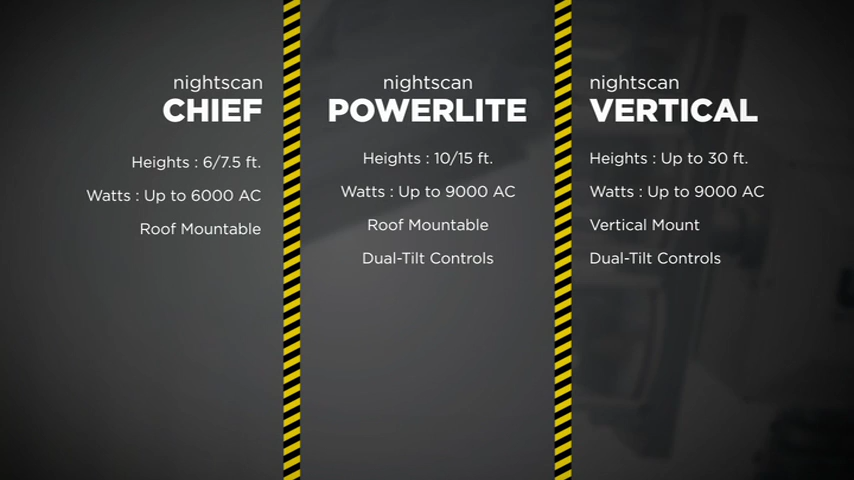 nightscan
CHIEF
Heights : 6/7.5 ft.
Watts : Up to 6000 AC
Roof Mountable
nightscan
POWERLITE
Heights : 10/15 ft.
Watts : Up to 9000 AC
Roof Mountable
Dual-Tilt Controls
nightscan
VERTICAL
Heights : Up to 30 ft.
Watts : Up to 9000 AC
Vertical Mount
Dual-Tilt Controls